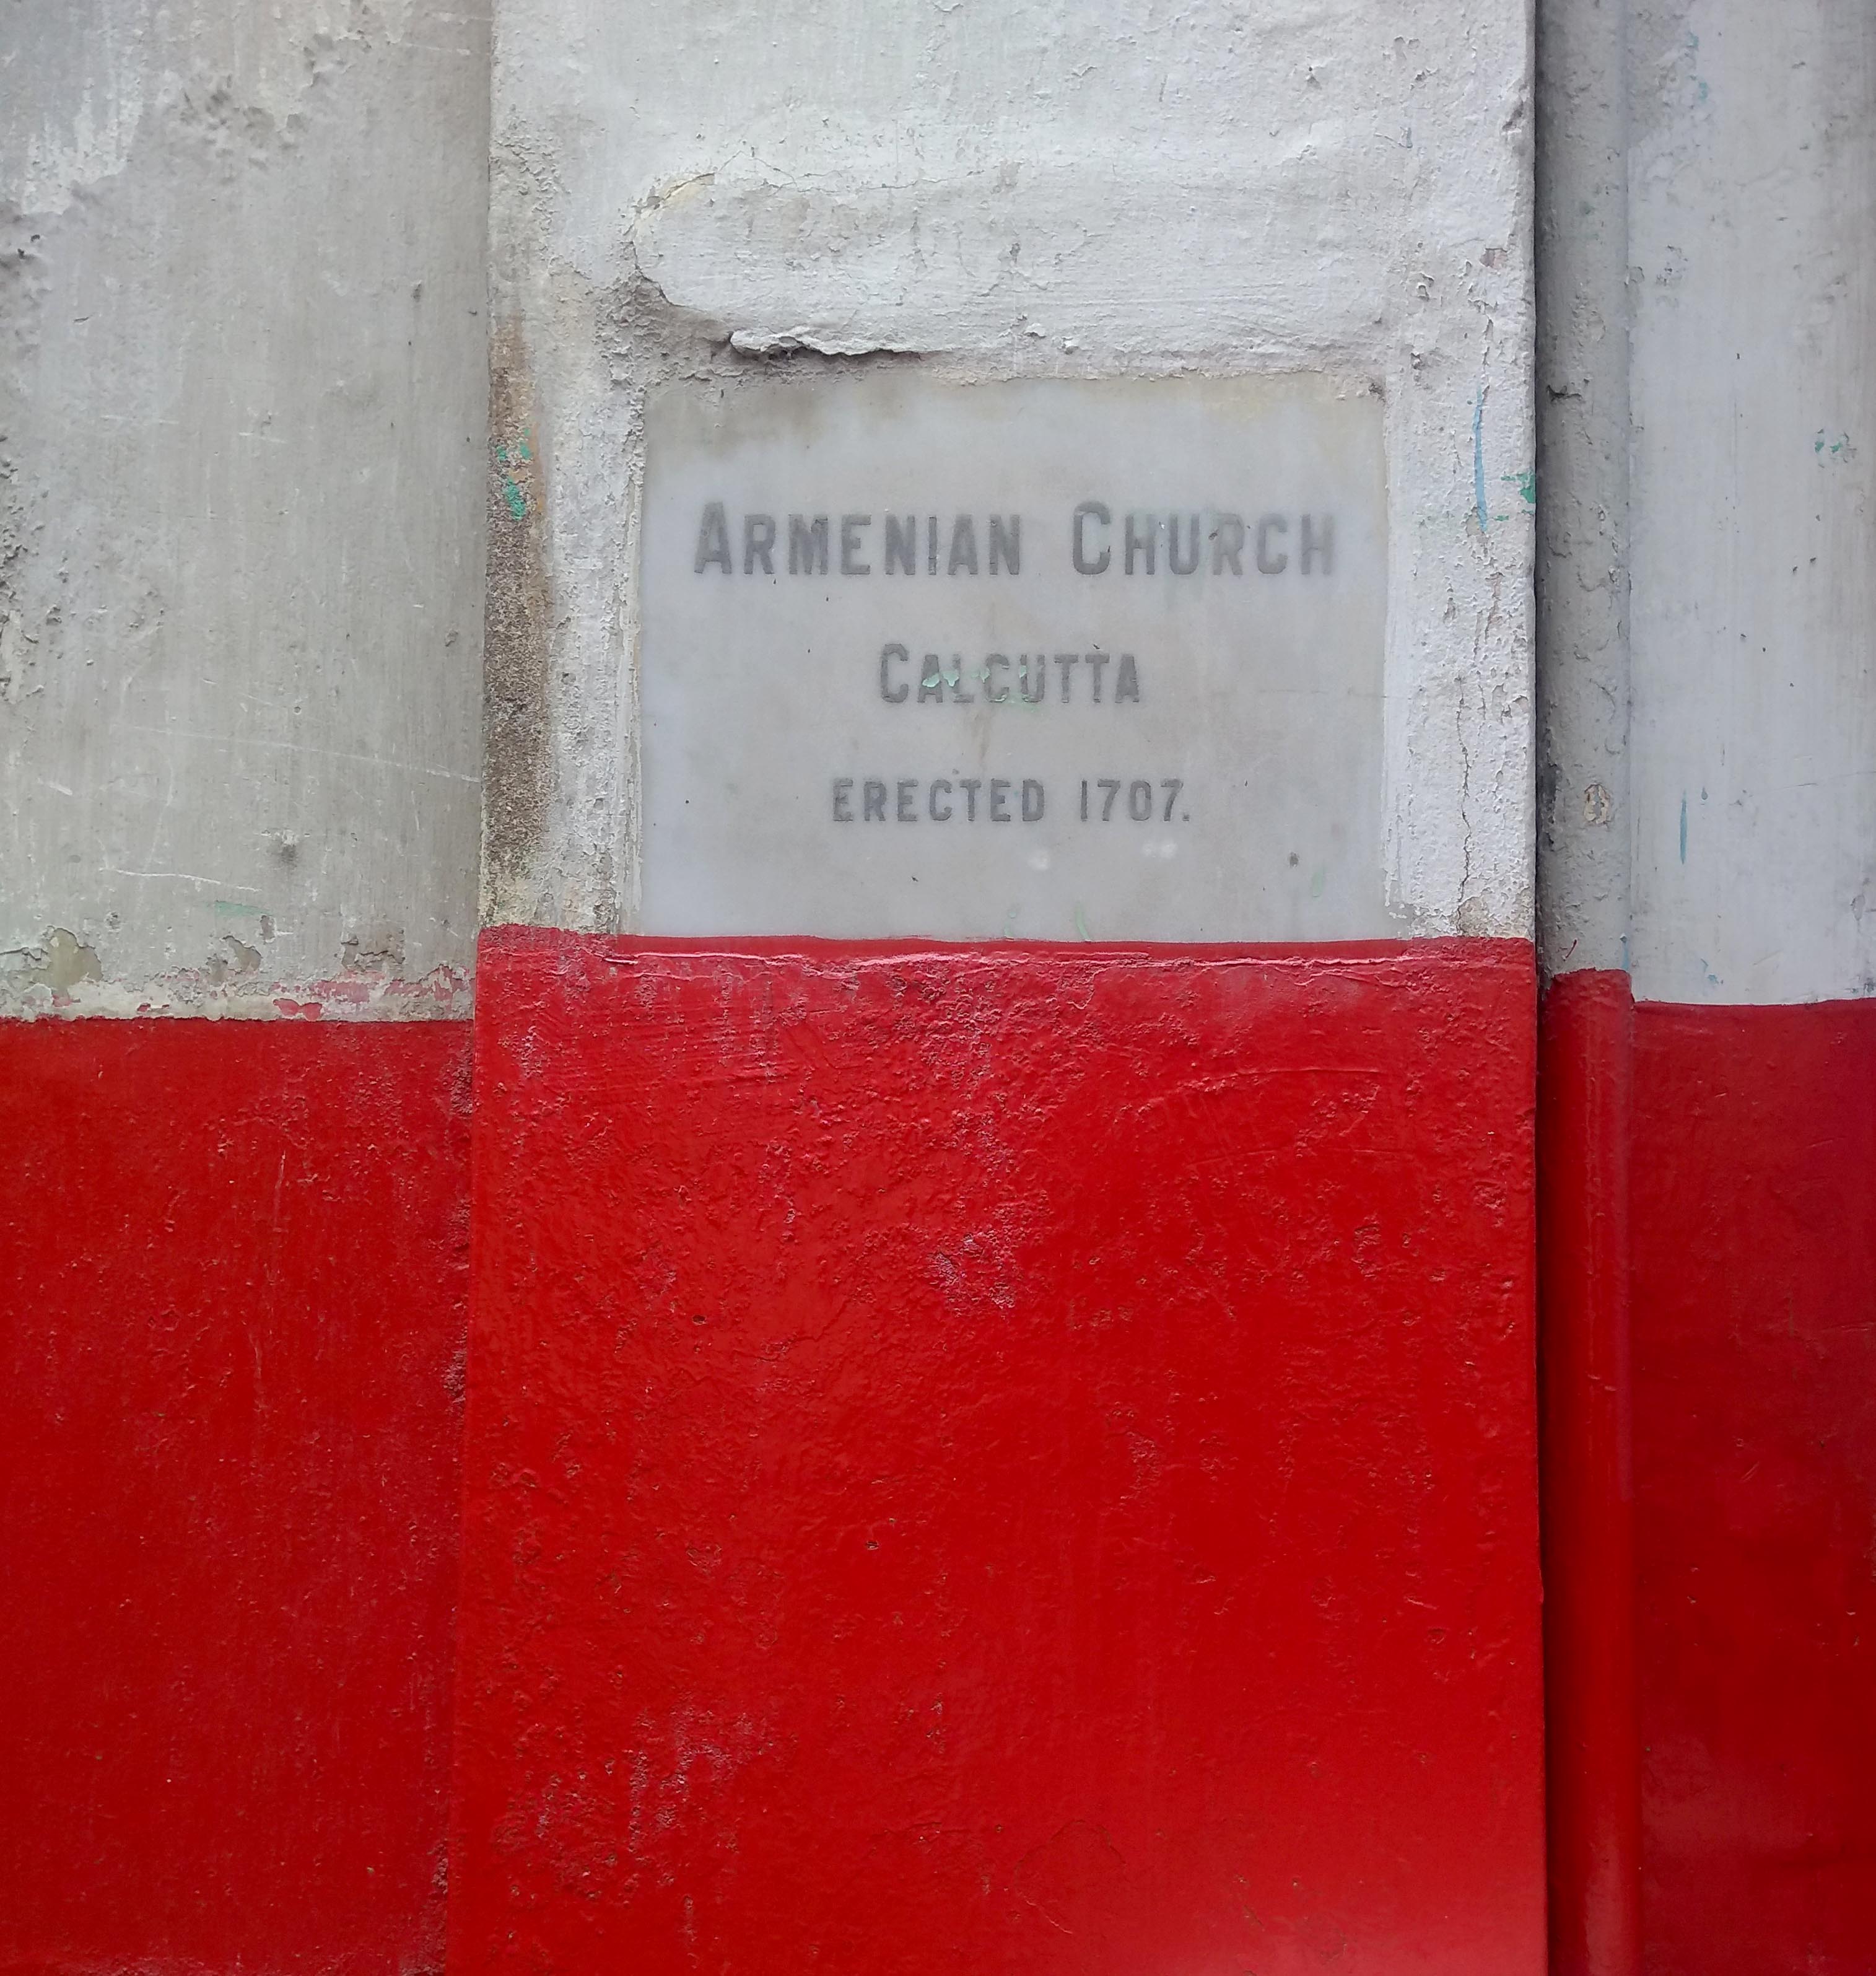 ARMENIAN CHURCH
CALCUTTA
ERECTED 1707.